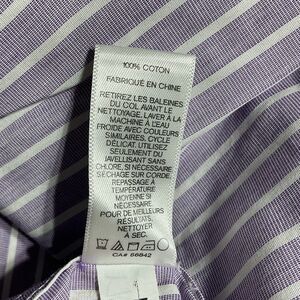 100% COTON
FABRIQUÉ EN CHINE
RETIREZ LES BALEINES
DU COL AVANT LE
NETTOYAGE. LAVER À LA
MACHINE À L'EAU
FROIDE AVEC COULEURS
SIMILAIRES, CYCLE
DÉLICAT. UTILISEZ
SEULEMENT DU
JAVELLISANT SANS
CHLORE, SI NÉCESSAIRE
SÉCHAGE SUR CORDE.
REPASSAGE À
TEMPÉRATURE
MOYENNE SI
NÉCESSAIRE
POUR DE MEILLEURS
RÉSULTATS,
NETTOYER
À SEC.
CA# 56842